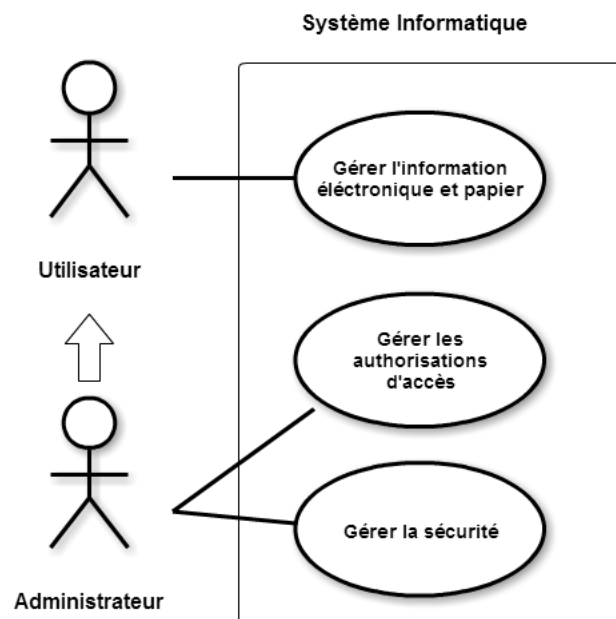 Système Informatique
Gérer l'information
éléctronique et papier
Utilisateur
Gérer les
authorisations
d'accès
Gérer la sécurité
Administrateur